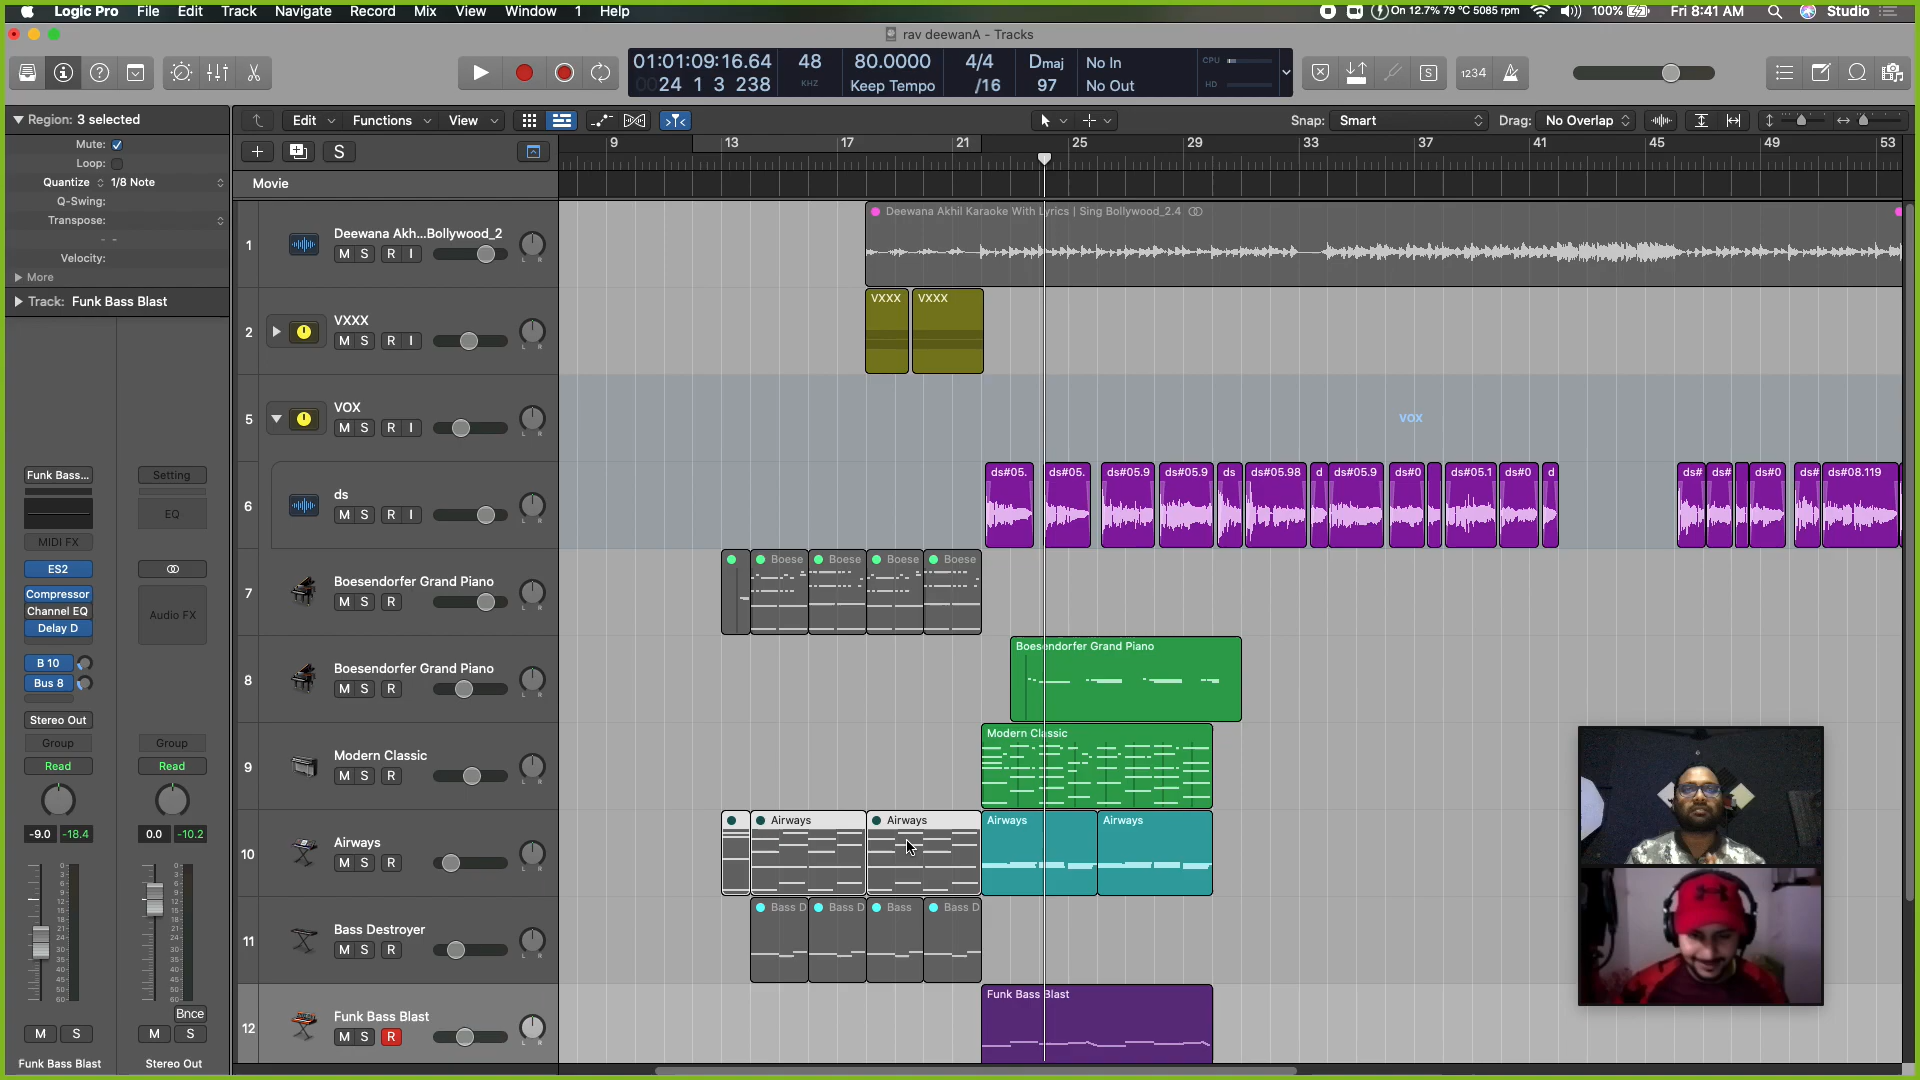 Logic Pro File Edit Track Navigate Record Mix View Window 1 Help
On 12.7% 79 °C 5085 rpm 100% Fri 8:41 AM Studio
rav deewanA - Tracks
01:01:09:16.64 48 80.0000 4/4 Dmaj No In CPU
24 1 3 238 KHZ Keep Tempo /16 97 No Out HD
S 1234
Region: 3 selected
Edit Functions View Snap: Smart Drag: No Overlap
Mute:
Loop:
Quantize 1/8 Note
Q-Swing:
Transpose:
- -
Velocity:
More
Track: Funk Bass Blast
S
9 13 17 21 25 29 33 37 41 45 49 53
Movie
1 Deewana Akh...Bollywood_2
M S R I
Deewana Akhil Karaoke With Lyrics | Sing Bollywood_2.4
2 VXXX
M S R I
VXXX VXXX
5 VOX
M S R I
VOX
6 ds
M S R I
ds#05. ds#05. ds#05.9 ds#05.9 ds ds#05.98 d ds#05.9 ds#0 ds#05.1 ds#0 d ds# ds# ds#0 ds# ds#08.119
7 Boesendorfer Grand Piano
M S R
Boese Boese Boese Boese
8 Boesendorfer Grand Piano
M S R
Boesendorfer Grand Piano
9 Modern Classic
M S R
Modern Classic
10 Airways
M S R
Airways Airways Airways Airways
11 Bass Destroyer
M S R
Bass D Bass D Bass Bass D
12 Funk Bass Blast
M S R
Funk Bass Blast
Funk Bass... Setting
EQ
MIDI FX
ES2
Compressor
Channel EQ Audio FX
Delay D
B 10
Bus 8
Stereo Out
Group Group
Read Read
-9.0 -18.4 0.0 -10.2
Bnce
M S M S
Funk Bass Blast Stereo Out